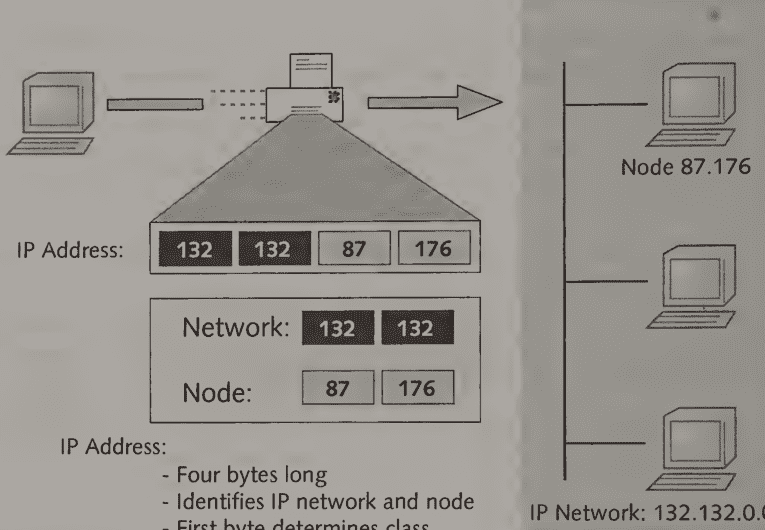 Node 87.176
IP Address: 132 132 87 176
Network: 132 132
Node: 87 176
IP Address:
- Four bytes long
- Identifies IP network and node
- First byte determines class
IP Network: 132.132.0.0